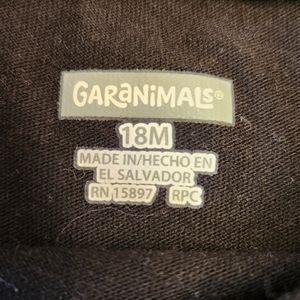 GARANIMALS®
18M
MADE IN/HECHO EN
EL SALVADOR
RN 15897 RPC